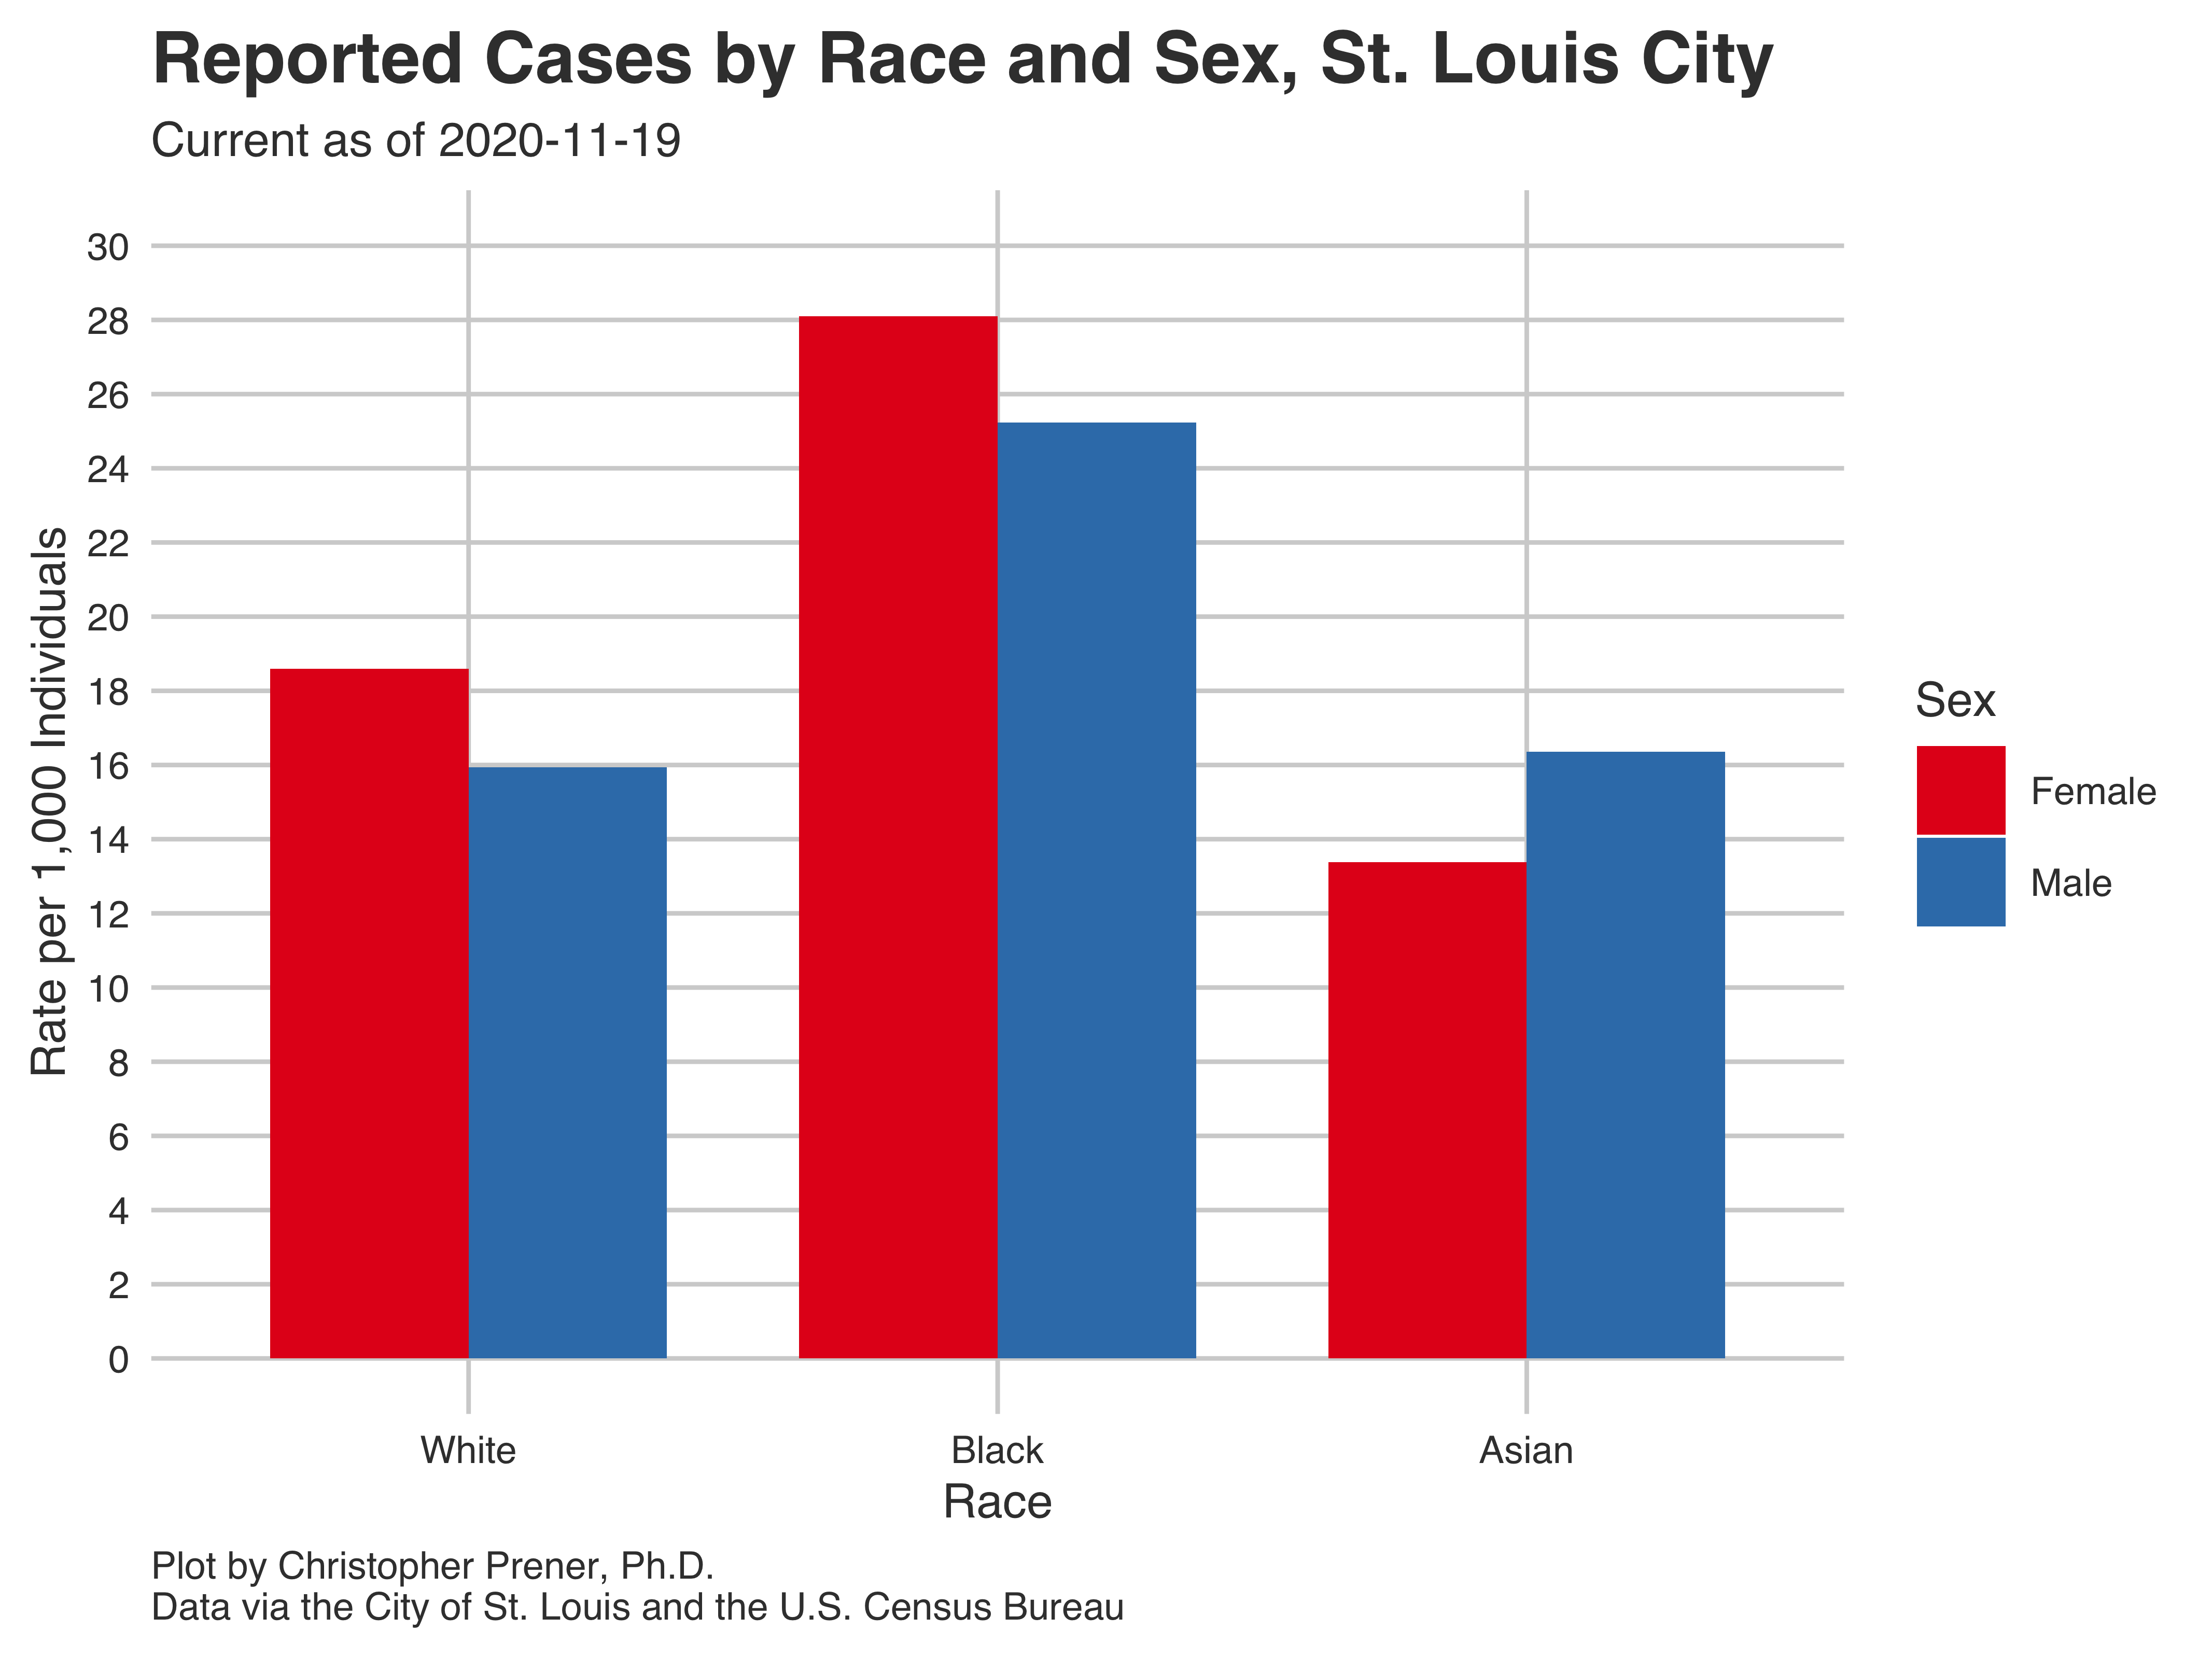 Reported Cases by Race and Sex, St. Louis City
Current as of 2020-11-19
Rate per 1,000 Individuals
30
28
26
24
22
20
18
16
14
12
10
8
6
4
2
0
White
Black
Asian
Race
Sex
Female
Male
Plot by Christopher Prener, Ph.D.
Data via the City of St. Louis and the U.S. Census Bureau